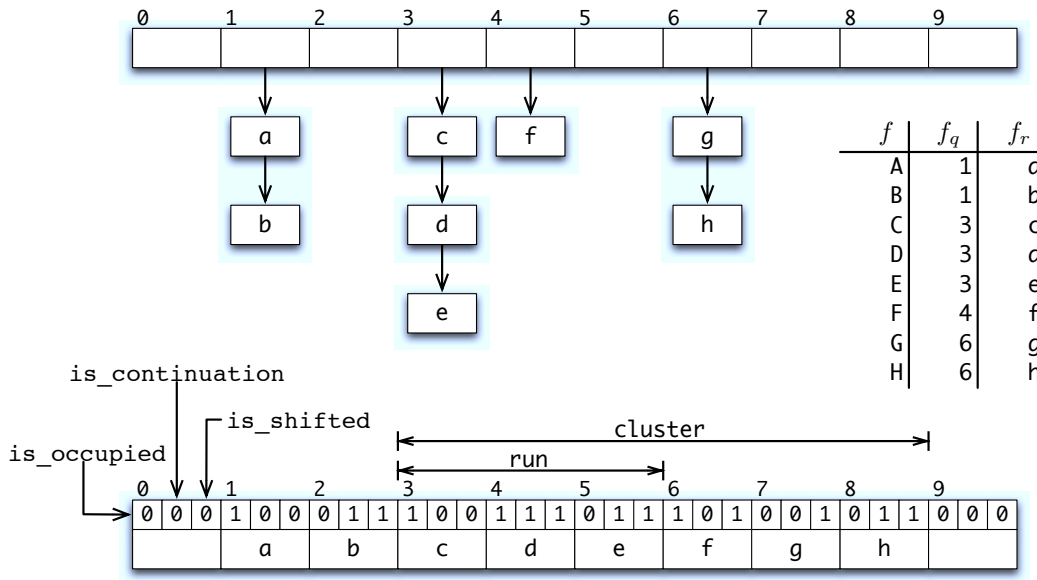 0 1 2 3 4 5 6 7 8 9
a c f g
b d h
e
f f_q f_r
A 1 a
B 1 b
C 3 c
D 3 d
E 3 e
F 4 f
G 6 g
H 6 h
is_continuation
is_shifted
is_occupied
cluster
run
0 1 2 3 4 5 6 7 8 9
0 0 0 1 0 0 0 1 1 1 0 0 1 1 1 0 1 1 1 0 1 0 0 1 0 1 1 0 0 0
a b c d e f g h